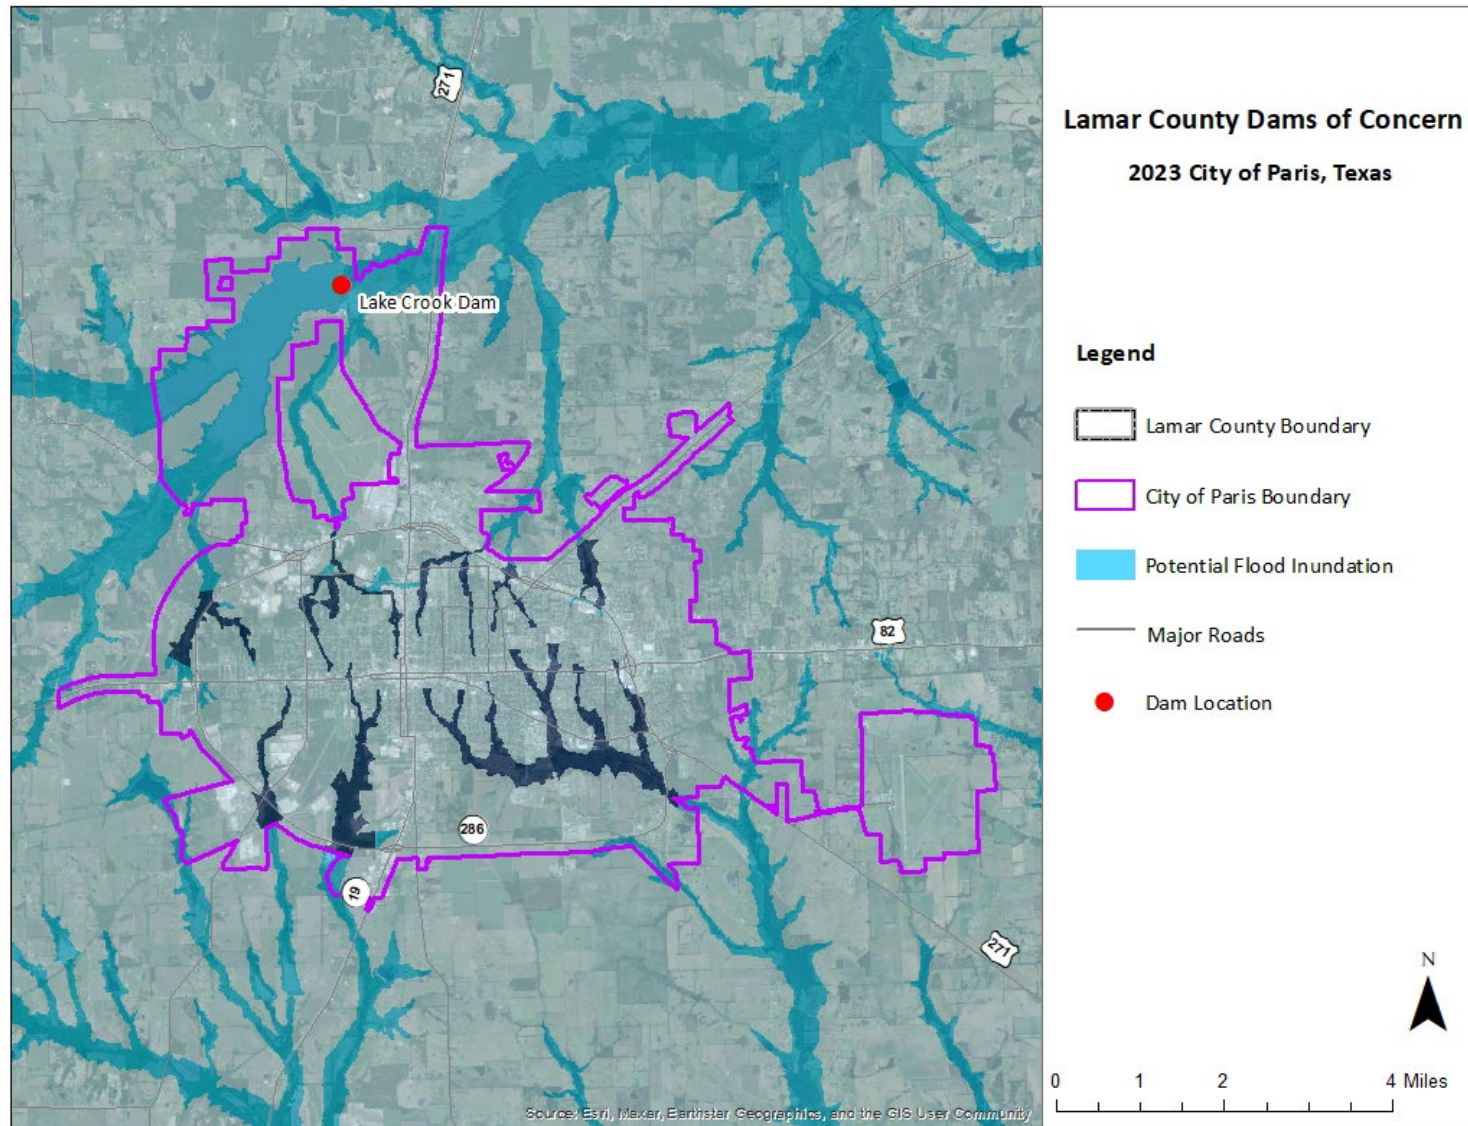 Lamar County Dams of Concern
2023 City of Paris, Texas
271
Lake Crook Dam
82
286
19
271
Legend
Lamar County Boundary
City of Paris Boundary
Potential Flood Inundation
Major Roads
Dam Location
N
0 1 2 4 Miles
Source: Esri, Maxar, Earthstar Geographics, and the GIS User Community